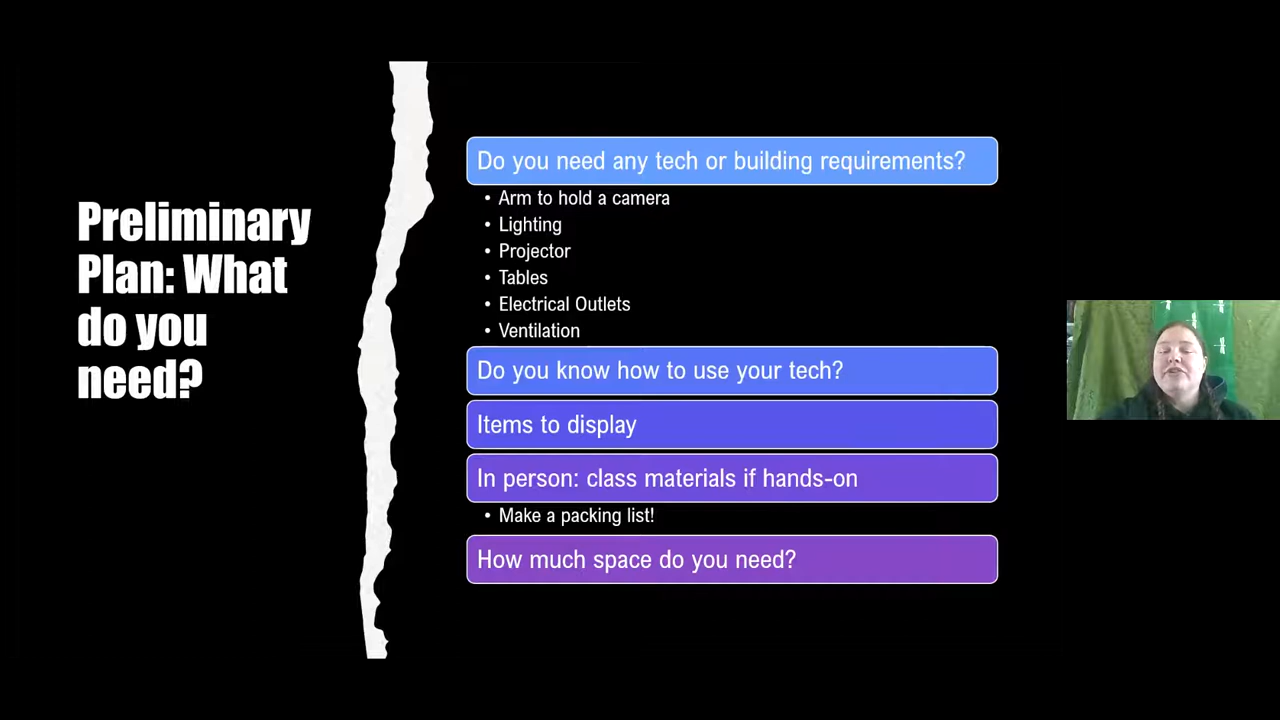 Preliminary
Plan: What
do you
need?
Do you need any tech or building requirements?
• Arm to hold a camera
• Lighting
• Projector
• Tables
• Electrical Outlets
• Ventilation
Do you know how to use your tech?
Items to display
In person: class materials if hands-on
• Make a packing list!
How much space do you need?